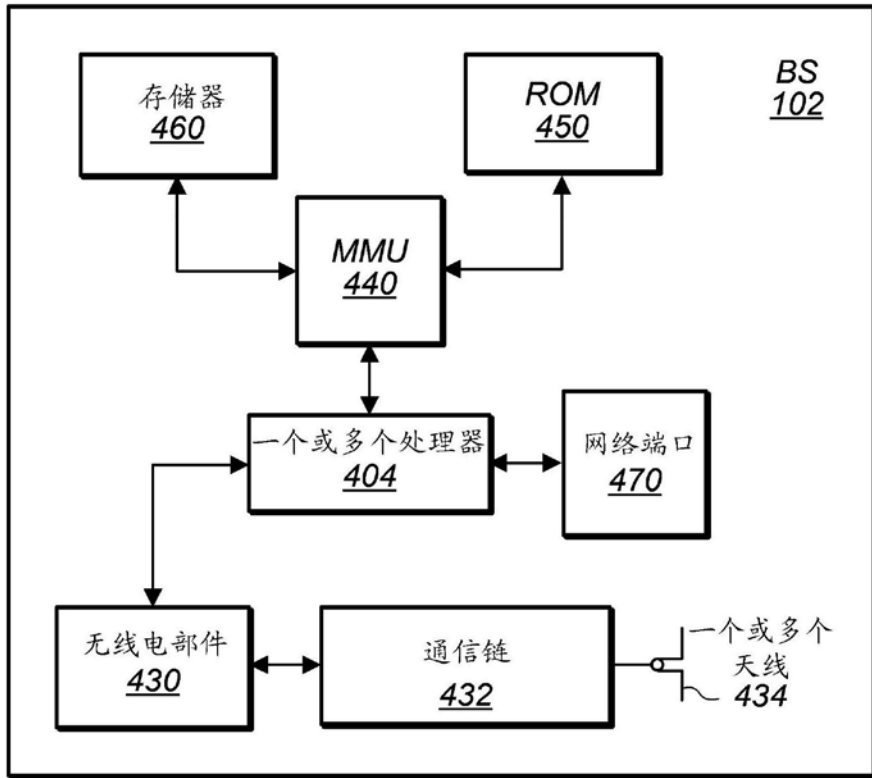 存储器
460
ROM
450
BS
102
MMU
440
一个或多个处理器
404
网络端口
470
无线电部件
430
通信链
432
一个或多个
天线
434